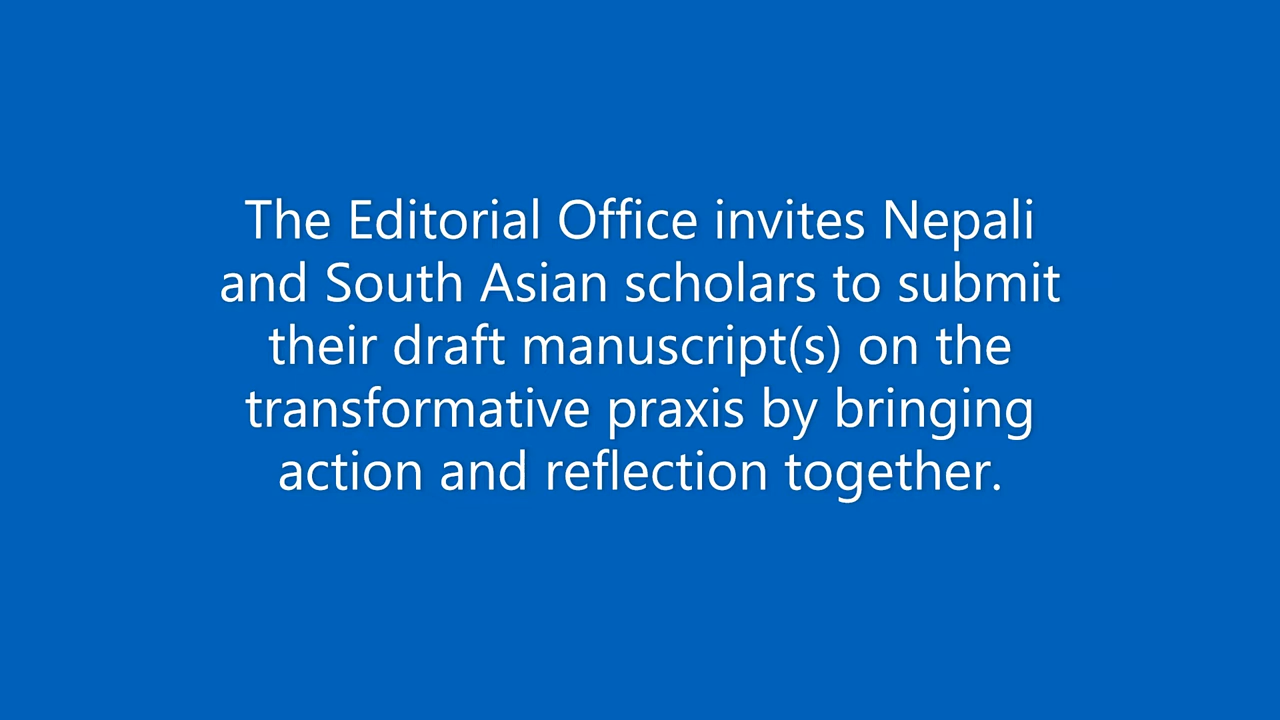 The Editorial Office invites Nepali
and South Asian scholars to submit
their draft manuscript(s) on the
transformative praxis by bringing
action and reflection together.